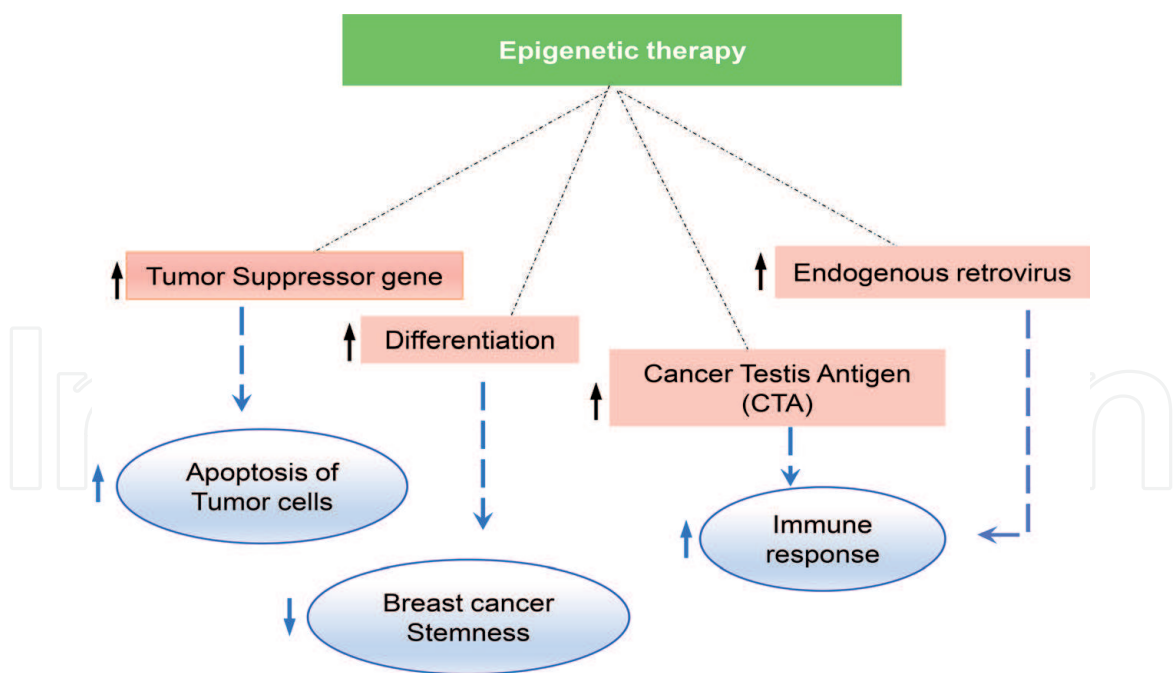 Epigenetic therapy
Tumor Suppressor gene
Endogenous retrovirus
Differentiation
Cancer Testis Antigen
(CTA)
Apoptosis of
Tumor cells
Immune
response
Breast cancer
Stemness